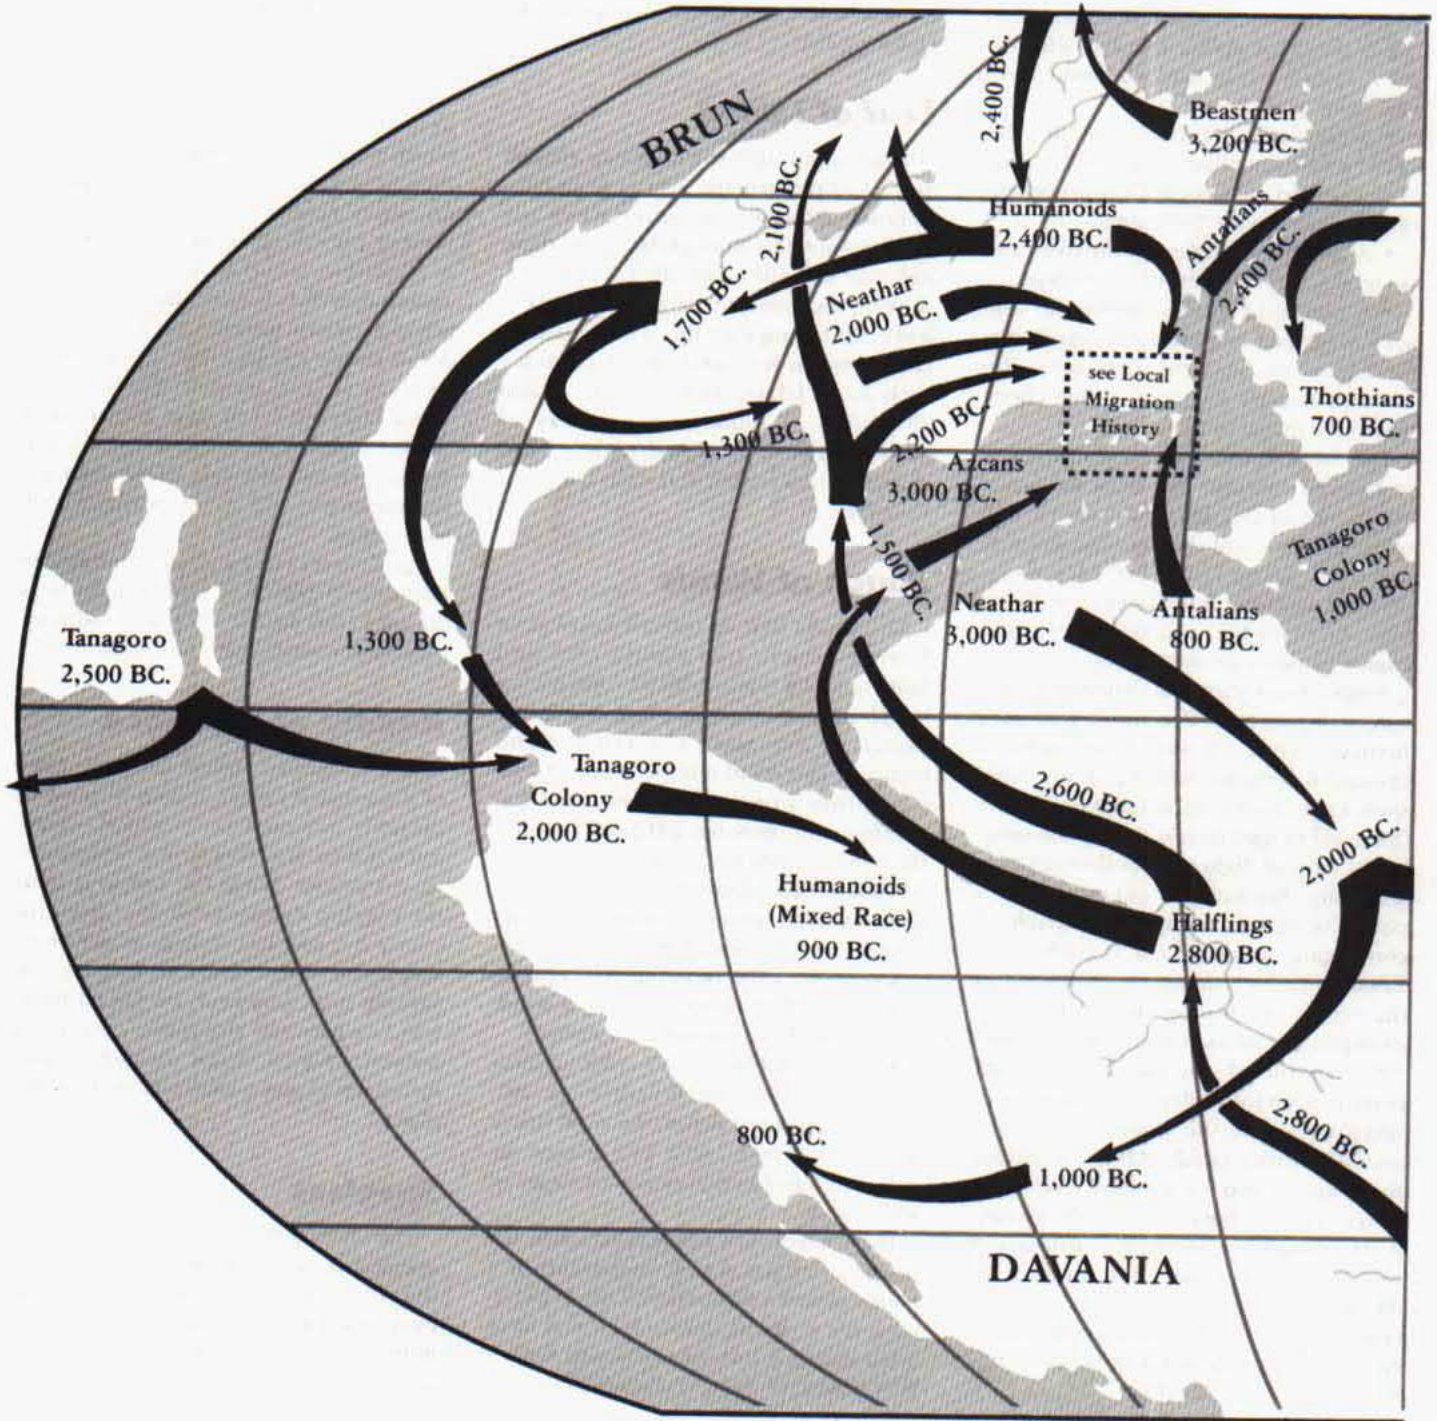 BRUN
2,400 BC.
Beastmen
3,200 BC.
Humanoids
2,400 BC.
Antalians
2,400 BC.
2,100 BC.
1,700 BC.
Neathar
2,000 BC.
see Local
Migration
History
Thothians
700 BC.
1,300 BC.
2,200 BC.
Azcans
3,000 BC.
1,500 BC.
Tanagoro
Colony
1,000 BC.
Neathar
3,000 BC.
Antalians
800 BC.
Tanagoro
2,500 BC.
1,300 BC.
Tanagoro
Colony
2,000 BC.
2,600 BC.
2,000 BC.
Humanoids
(Mixed Race)
900 BC.
Halflings
2,800 BC.
2,800 BC.
800 BC.
1,000 BC.
DAVANIA